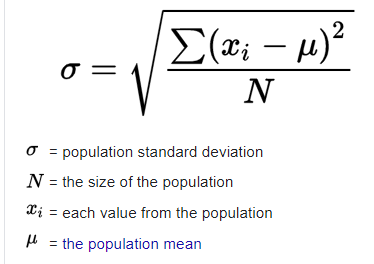 σ = √(∑(xᵢ − μ)² / N)
σ = population standard deviation
N = the size of the population
xᵢ = each value from the population
μ = the population mean